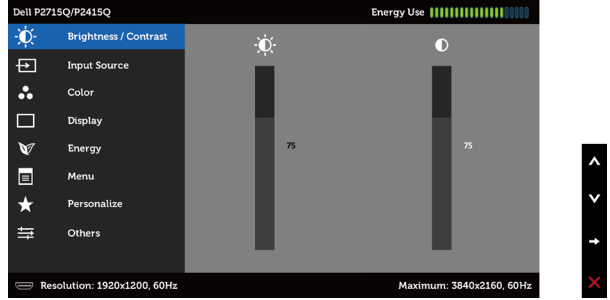 Dell P2715Q/P2415Q
Energy Use
Brightness / Contrast
Input Source
Color
Display
Energy
Menu
Personalize
Others
75
75
Resolution: 1920x1200, 60Hz
Maximum: 3840x2160, 60Hz